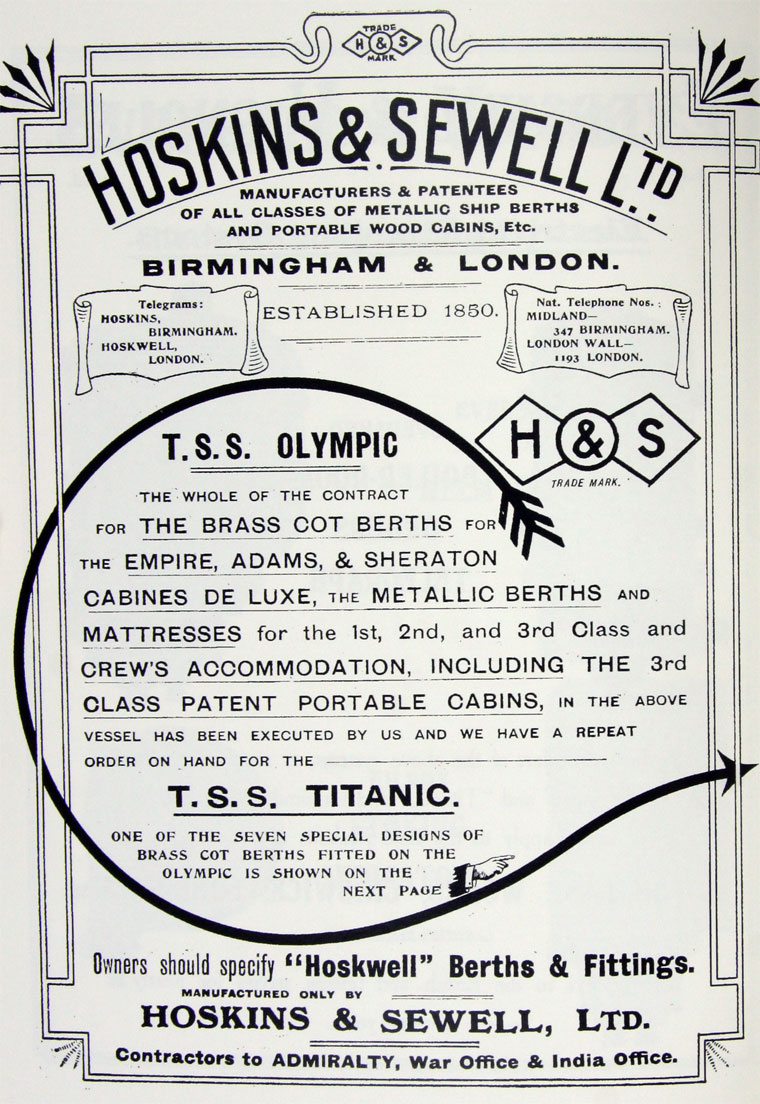 TRADE
H & S
MARK
HOSKINS & SEWELL LTD.
MANUFACTURERS & PATENTEES
OF ALL CLASSES OF METALLIC SHIP BERTHS
AND PORTABLE WOOD CABINS, Etc.
BIRMINGHAM & LONDON.
Telegrams:
HOSKINS,
BIRMINGHAM.
HOSKWELL,
LONDON.
ESTABLISHED 1850.
Nat. Telephone Nos.:
MIDLAND—
347 BIRMINGHAM.
LONDON WALL—
1193 LONDON.
H & S
TRADE MARK.
T.S.S. OLYMPIC
THE WHOLE OF THE CONTRACT
FOR THE BRASS COT BERTHS FOR
THE EMPIRE, ADAMS, & SHERATON
CABINES DE LUXE, THE METALLIC BERTHS AND
MATTRESSES for the 1st, 2nd, and 3rd Class and
CREW'S ACCOMMODATION, INCLUDING THE 3rd
CLASS PATENT PORTABLE CABINS, IN THE ABOVE
VESSEL HAS BEEN EXECUTED BY US AND WE HAVE A REPEAT
ORDER ON HAND FOR THE
T.S.S. TITANIC.
ONE OF THE SEVEN SPECIAL DESIGNS OF
BRASS COT BERTHS FITTED ON THE
OLYMPIC IS SHOWN ON THE
NEXT PAGE
Owners should specify "Hoskwell" Berths & Fittings.
MANUFACTURED ONLY BY
HOSKINS & SEWELL, LTD.
Contractors to ADMIRALTY, War Office & India Office.